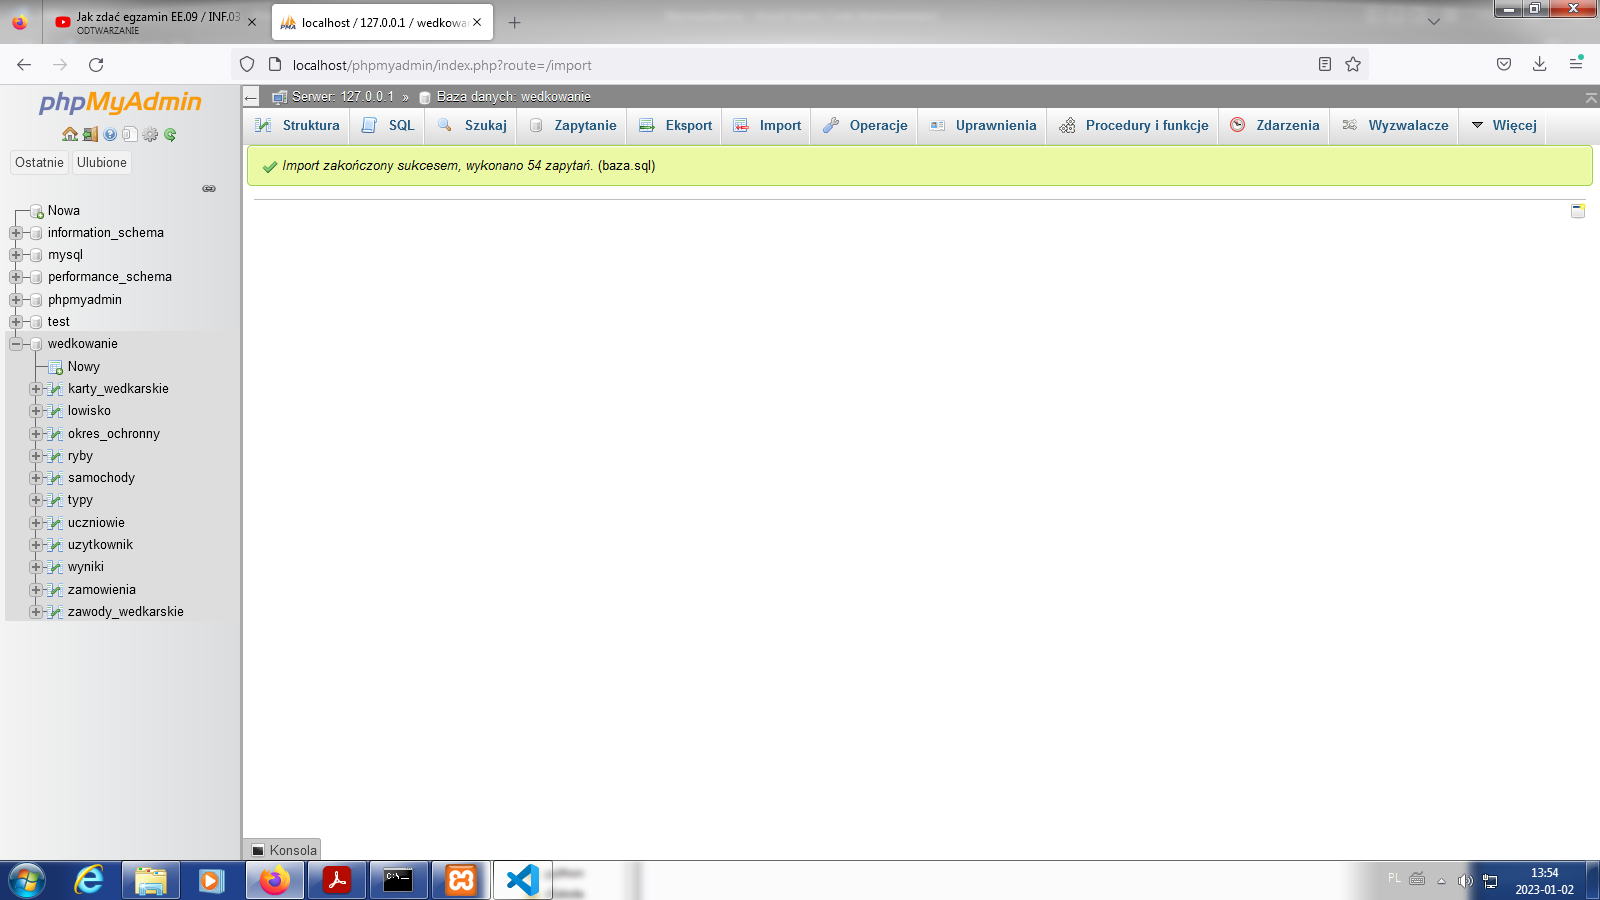 Jak zdać egzamin EE.09 / INF.03
ODTWARZANIE
localhost / 127.0.0.1 / wedkowa
localhost/phpmyadmin/index.php?route=/import
phpMyAdmin
Ostatnie
Ulubione
Nowa
information_schema
mysql
performance_schema
phpmyadmin
test
wedkowanie
Nowy
karty_wedkarskie
lowisko
okres_ochronny
ryby
samochody
typy
uczniowie
uzytkownik
wyniki
zamowienia
zawody_wedkarskie
Serwer: 127.0.0.1 » Baza danych: wedkowanie
Struktura
SQL
Szukaj
Zapytanie
Eksport
Import
Operacje
Uprawnienia
Procedury i funkcje
Zdarzenia
Wyzwalacze
Więcej
Import zakończony sukcesem, wykonano 54 zapytań. (baza.sql)
Konsola
PL
13:54
2023-01-02